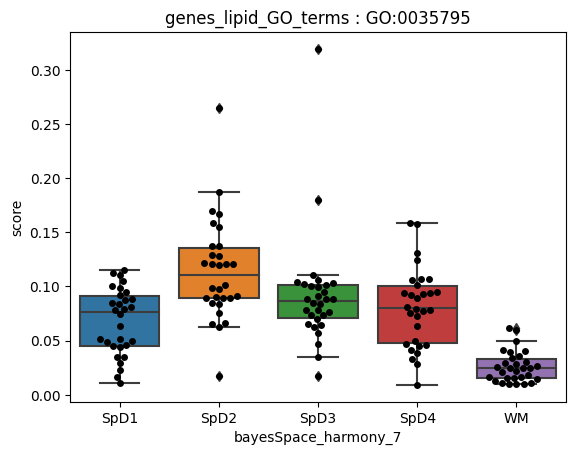 genes_lipid_GO_terms : GO:0035795
0.30
0.25
0.20
0.15
0.10
0.05
0.00
score
SpD1 SpD2 SpD3 SpD4 WM
bayesSpace_harmony_7